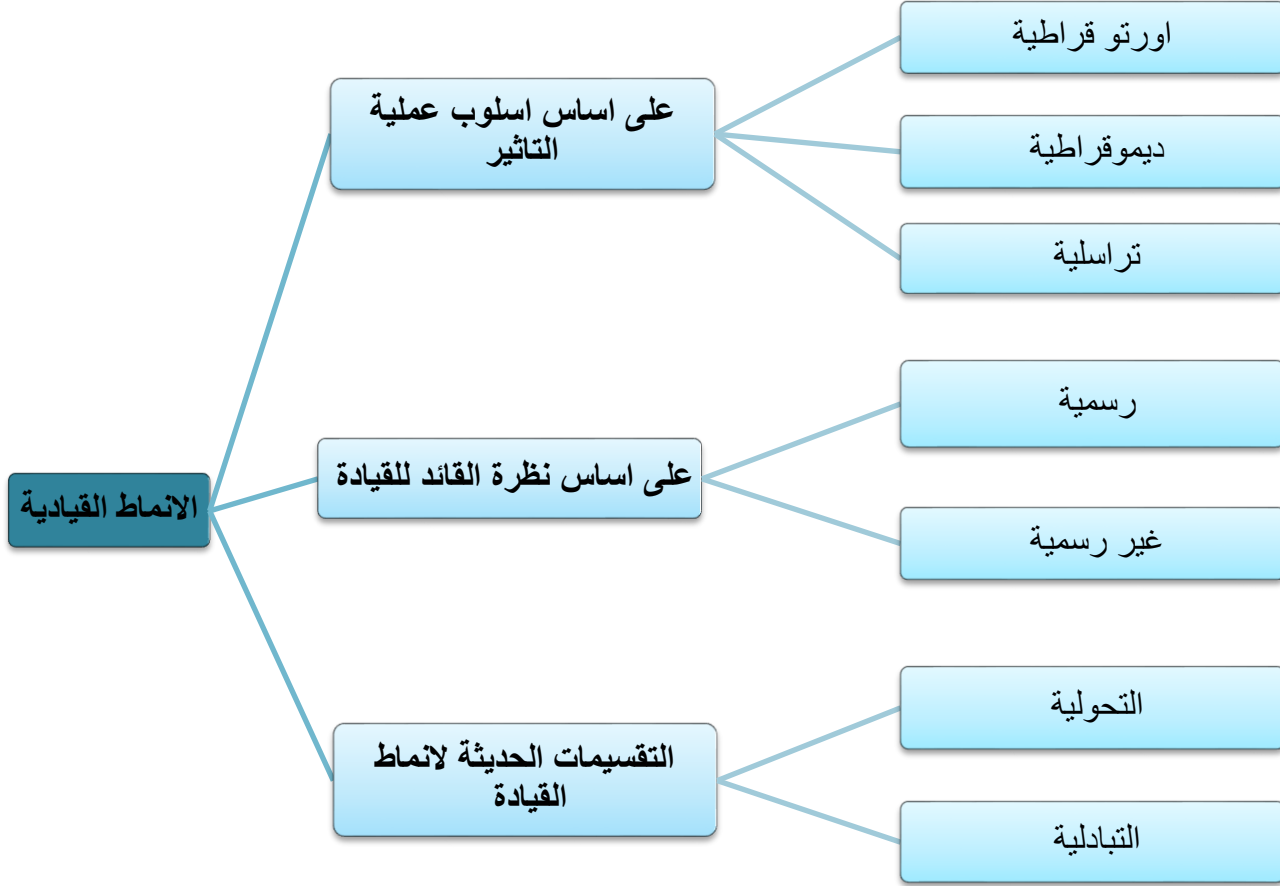 الانماط القيادية
على اساس اسلوب عملية
التاثير
اورتو قراطية
ديموقراطية
تراسلية
على اساس نظرة القائد للقيادة
رسمية
غير رسمية
التقسيمات الحديثة لانماط
القيادة
التحولية
التبادلية